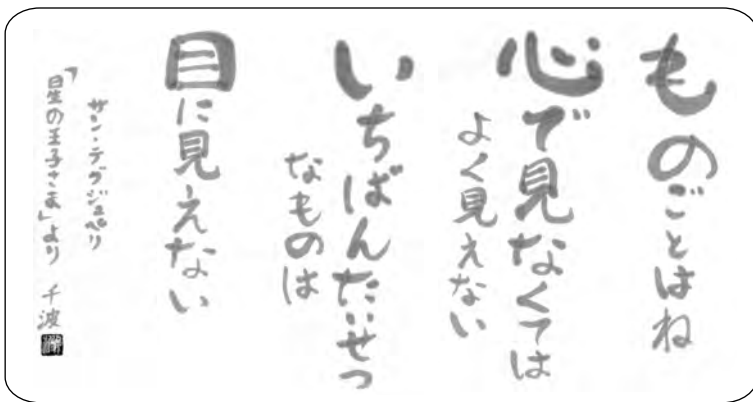 ものごとはね
心で見なくては
よく見えない
いちばんたいせつ
なものは
目に見えない
サン・テグジュペリ
「星の王子さま」より 千波